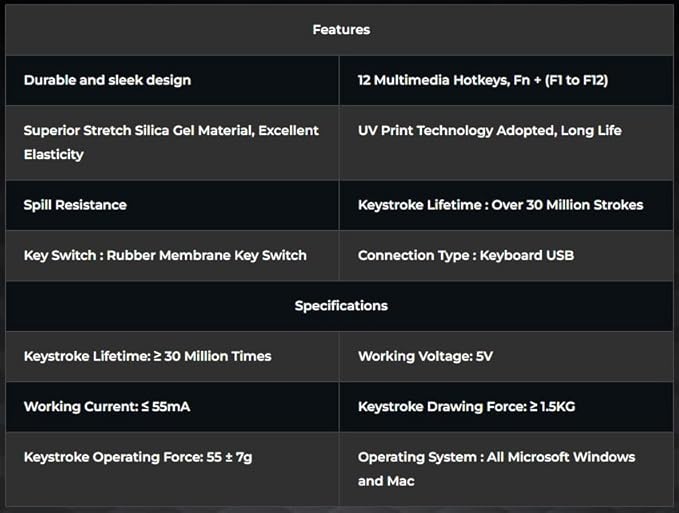 Features
Durable and sleek design
12 Multimedia Hotkeys, Fn + (F1 to F12)
Superior Stretch Silica Gel Material, Excellent
Elasticity
UV Print Technology Adopted, Long Life
Spill Resistance
Keystroke Lifetime : Over 30 Million Strokes
Key Switch : Rubber Membrane Key Switch
Connection Type : Keyboard USB
Specifications
Keystroke Lifetime: ≥ 30 Million Times
Working Voltage: 5V
Working Current: ≤ 55mA
Keystroke Drawing Force: ≥ 1.5KG
Keystroke Operating Force: 55 ± 7g
Operating System : All Microsoft Windows
and Mac